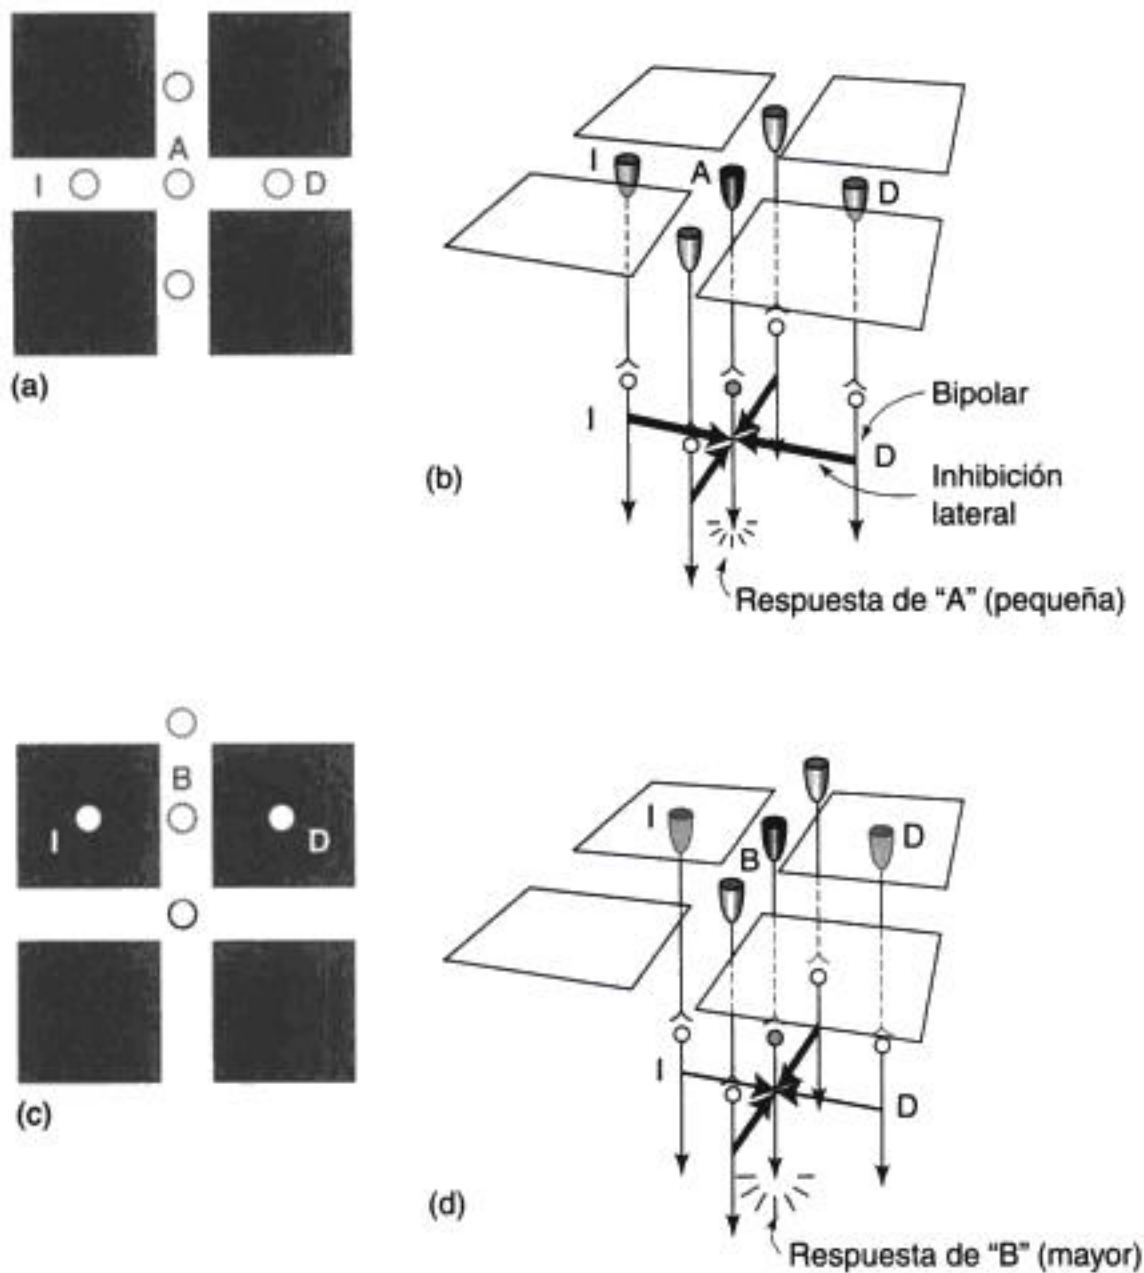 A
I
D
(a)
I
A
D
I
D
Bipolar
Inhibición
lateral
(b)
Respuesta de “A” (pequeña)
B
I
D
(c)
I
B
D
I
D
(d)
Respuesta de “B” (mayor)